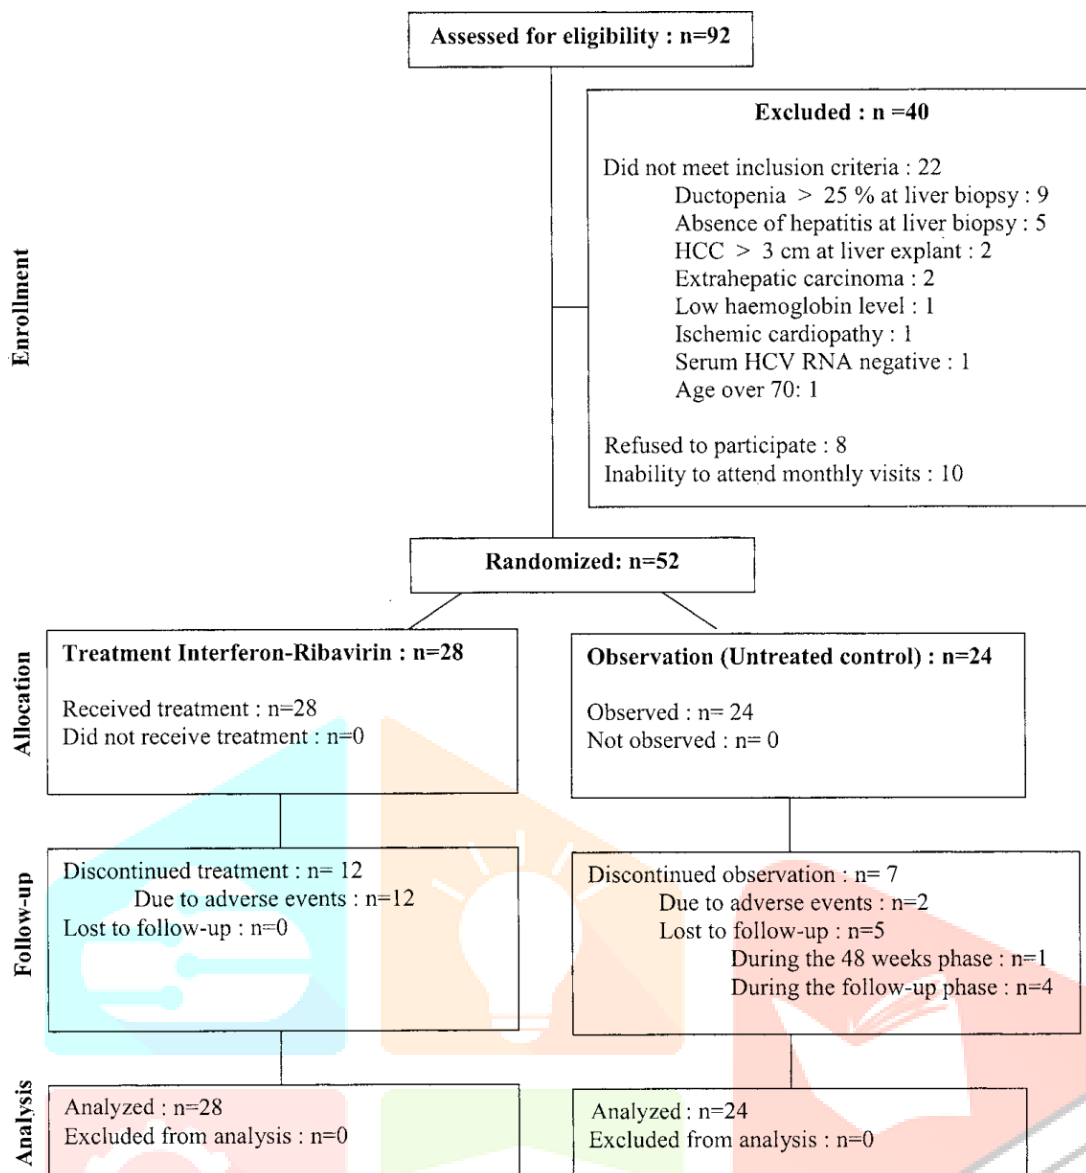 Assessed for eligibility : n=92
Excluded : n =40
Did not meet inclusion criteria : 22
Ductopenia > 25 % at liver biopsy : 9
Absence of hepatitis at liver biopsy : 5
HCC > 3 cm at liver explant : 2
Extrahepatic carcinoma : 2
Low haemoglobin level : 1
Ischemic cardiopathy : 1
Serum HCV RNA negative : 1
Age over 70: 1
Refused to participate : 8
Inability to attend monthly visits : 10
Enrollment
Randomized: n=52
Allocation
Treatment Interferon-Ribavirin : n=28
Received treatment : n=28
Did not receive treatment : n=0
Observation (Untreated control) : n=24
Observed : n= 24
Not observed : n= 0
Follow-up
Discontinued treatment : n= 12
Due to adverse events : n=12
Lost to follow-up : n=0
Discontinued observation : n= 7
Due to adverse events : n=2
Lost to follow-up : n=5
During the 48 weeks phase : n=1
During the follow-up phase : n=4
Analysis
Analyzed : n=28
Excluded from analysis : n=0
Analyzed : n=24
Excluded from analysis : n=0